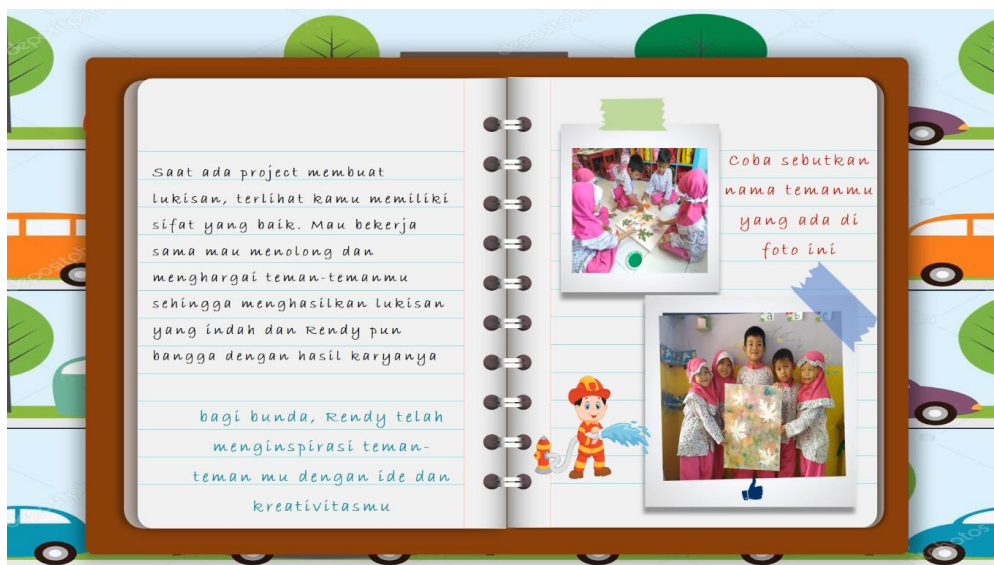 Saat ada project membuat
lukisan, terlihat kamu memiliki
sifat yang baik. Mau bekerja
sama mau menolong dan
menghargai teman-temanmu
sehingga menghasilkan lukisan
yang indah dan Rendy pun
bangga dengan hasil karyanya
bagi bunda, Rendy telah
menginspirasi teman-
teman mu dengan ide dan
kreativitasmu
Coba sebutkan
nama temanmu
yang ada di
foto ini
a b c
depositphotos